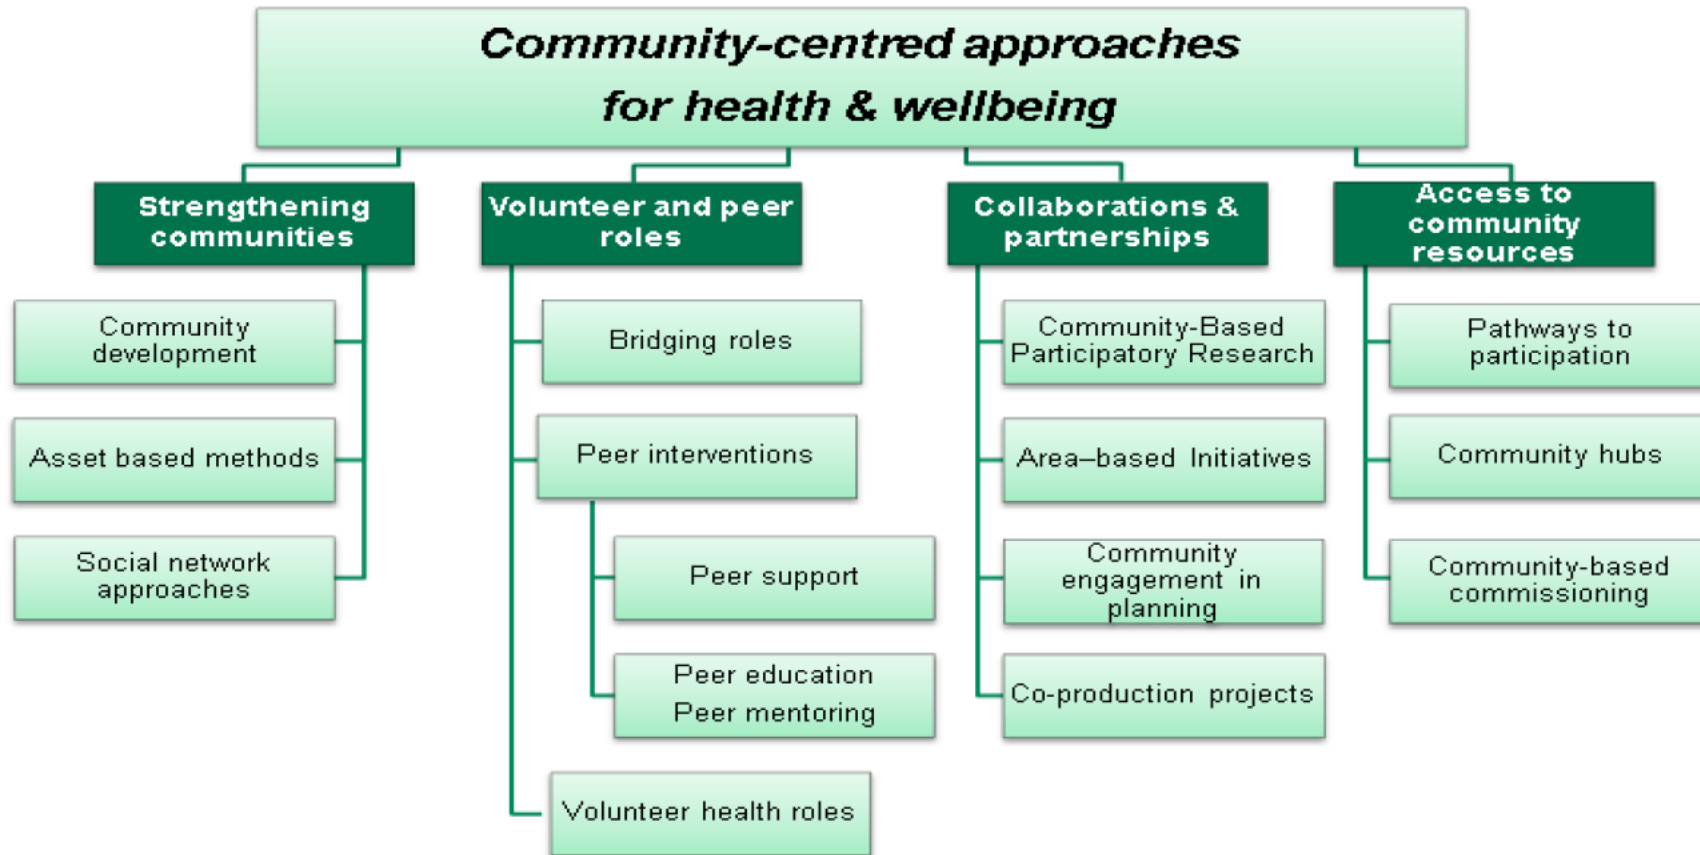 Community-centred approaches
for health & wellbeing
Strengthening
communities
Community
development
Asset based methods
Social network
approaches
Volunteer and peer
roles
Bridging roles
Peer interventions
Peer support
Peer education
Peer mentoring
Volunteer health roles
Collaborations &
partnerships
Community-Based
Participatory Research
Area–based Initiatives
Community
engagement in
planning
Co-production projects
Access to
community
resources
Pathways to
participation
Community hubs
Community-based
commissioning